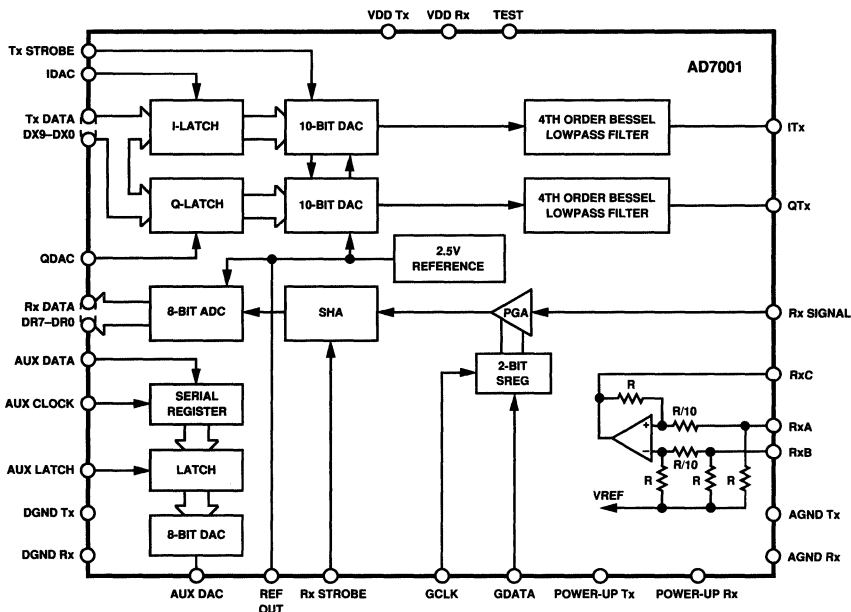 VDD Tx
VDD Rx
TEST
Tx STROBE
IDAC
Tx DATA
DX9–DX0
QDAC
Rx DATA
DR7–DR0
AUX DATA
AUX CLOCK
AUX LATCH
DGND Tx
DGND Rx
AD7001
I-LATCH
10-BIT DAC
4TH ORDER BESSEL
LOWPASS FILTER
ITx
Q-LATCH
10-BIT DAC
4TH ORDER BESSEL
LOWPASS FILTER
QTx
2.5V
REFERENCE
8-BIT ADC
SHA
PGA
Rx SIGNAL
2-BIT
SREG
SERIAL
REGISTER
LATCH
8-BIT DAC
RxC
R
+
R/10
RxA
–
R/10
RxB
R
R
R
VREF
AGND Tx
AGND Rx
AUX DAC
REF
OUT
Rx STROBE
GCLK
GDATA
POWER-UP Tx
POWER-UP Rx